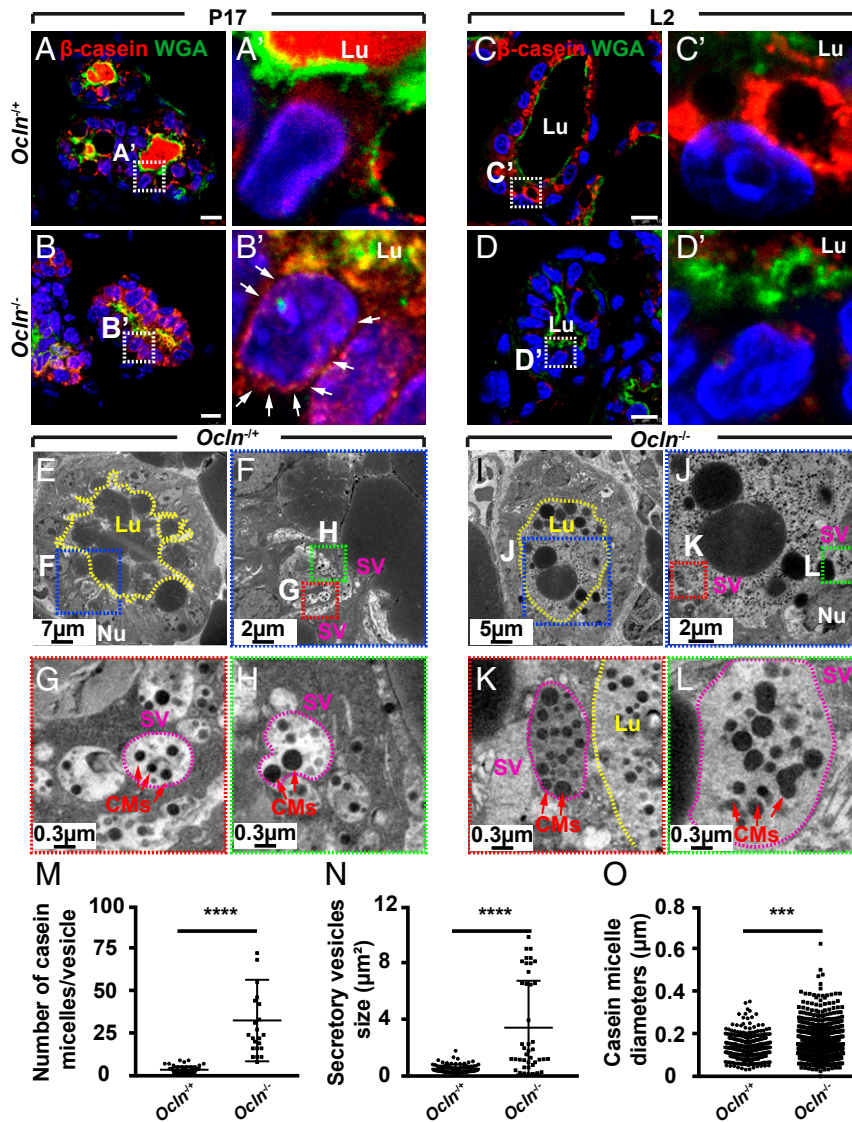 P17
L2
A β-casein WGA
A' Lu
C β-casein WGA
C' Lu
Ocln-/+
A'
Lu
C'
B
B' Lu
D
D' Lu
Ocln-/-
B'
Lu
D'
Ocln-/+
Ocln-/-
E
F
I
J
Lu
H
Lu
SV
F
SV
J
K
L
G
SV
Nu
SV
Nu
7µm
2µm
5µm
2µm
G
H
K
L
SV
SV
SV
Lu
SV
CMs
CMs
CMs
CMs
0.3µm
0.3µm
0.3µm
0.3µm
M
N
O
Number of casein
micelles/vesicle
100
75
50
25
0
****
Ocln-/+
Ocln-/-
Secretory vesicles
size (µm²)
12
8
4
0
****
Ocln-/+
Ocln-/-
Casein micelle
diameters (µm)
0.8
0.6
0.4
0.2
0
***
Ocln-/+
Ocln-/-